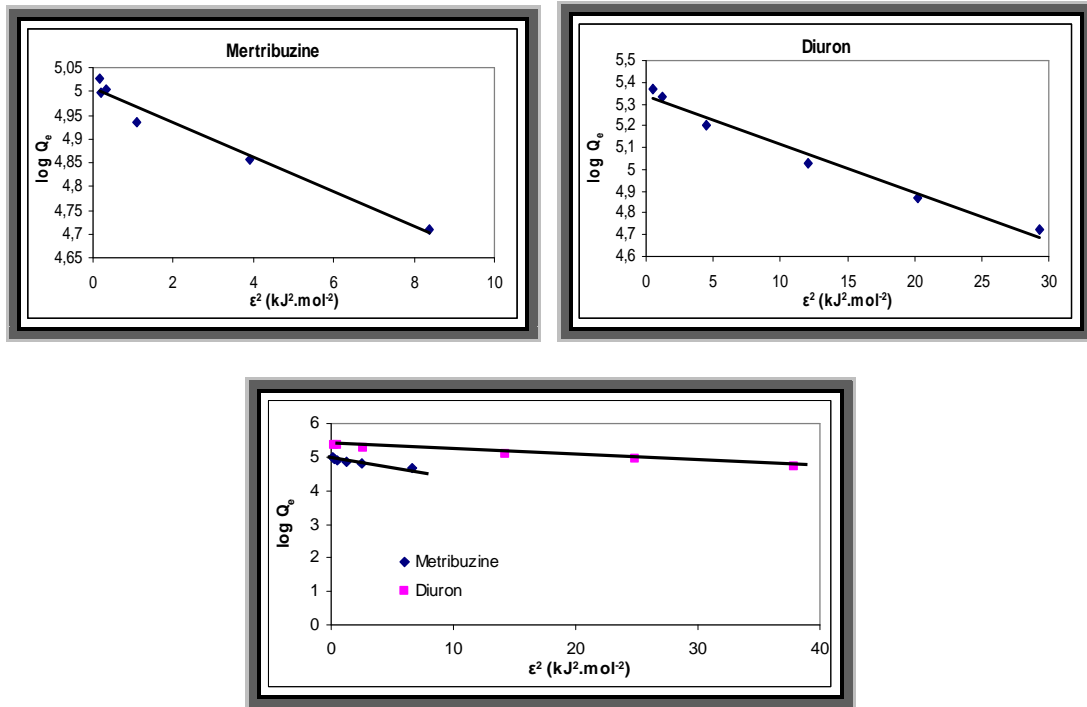 Mertribuzine
5,05
5
4,95
4,9
4,85
4,8
4,75
4,7
4,65
log Qₑ
0 2 4 6 8 10
ε² (kJ².mol⁻²)
Diuron
5,5
5,4
5,3
5,2
5,1
5
4,9
4,8
4,7
4,6
log Qₑ
0 5 10 15 20 25 30
ε² (kJ².mol⁻²)
6
5
4
3
2
1
0
log Qₑ
Metribuzine
Diuron
0 10 20 30 40
ε² (kJ².mol⁻²)